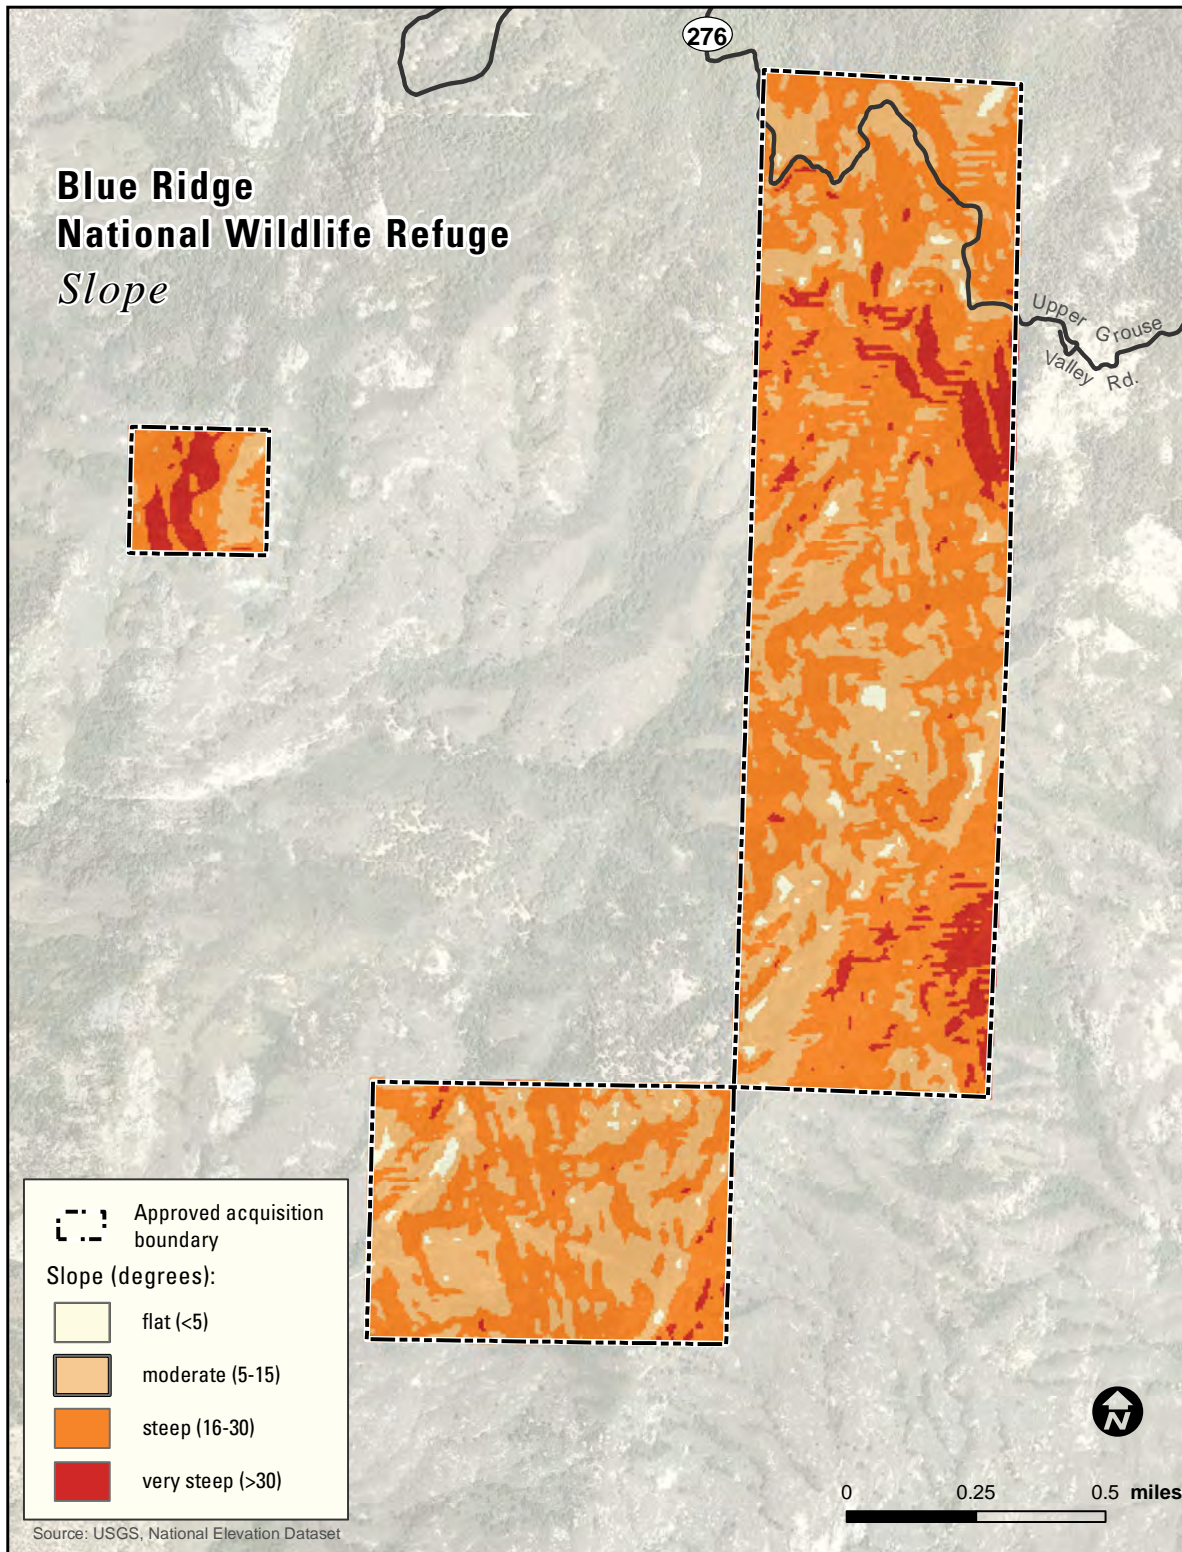 276
Blue Ridge
National Wildlife Refuge
Slope
Upper Grouse
Valley Rd.
Approved acquisition
boundary
Slope (degrees):
flat (<5)
moderate (5-15)
steep (16-30)
very steep (>30)
N
0 0.25 0.5 miles
Source: USGS, National Elevation Dataset